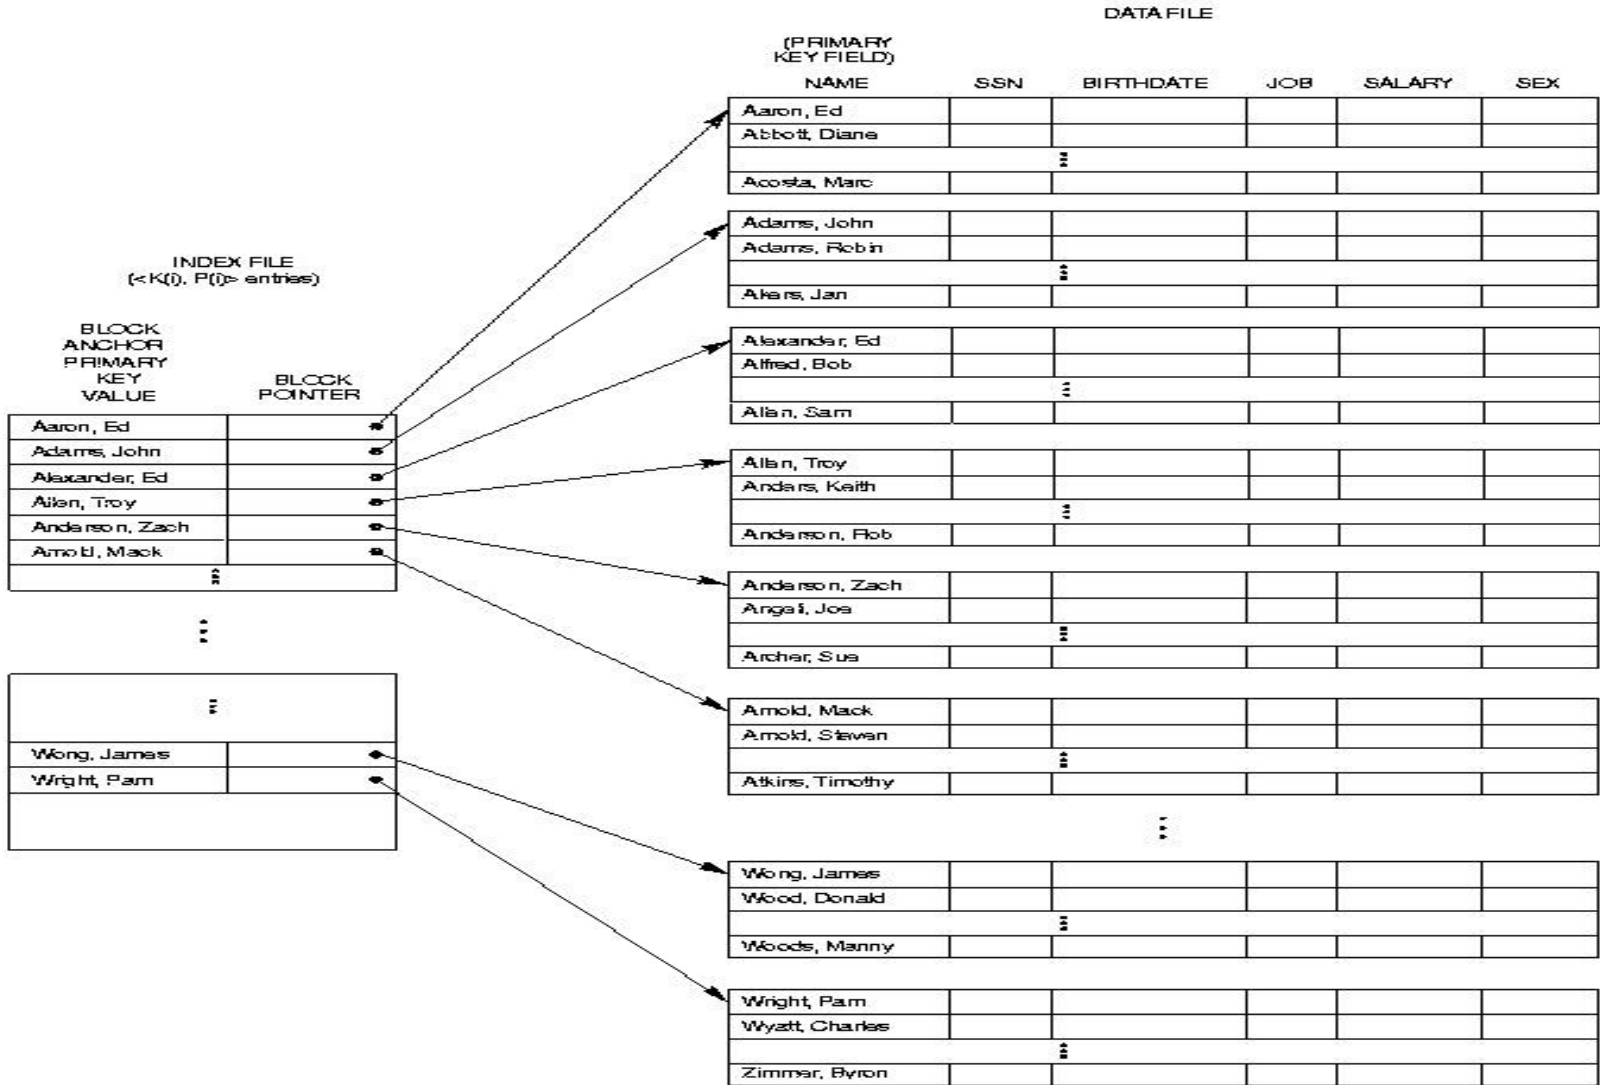 DATA FILE
(PRIMARY
KEY FIELD)
NAME SSN BIRTHDATE JOB SALARY SEX
Aaron, Ed
Abbott, Diane
Acosta, Marc
Adams, John
Adams, Robin
Akers, Jan
Alexander, Ed
Alfred, Bob
Allen, Sam
Allen, Troy
Anders, Keith
Anderson, Rob
Anderson, Zach
Angeli, Joe
Archer, Sue
Arnold, Mack
Arnold, Steven
Atkins, Timothy
Wong, James
Wood, Donald
Woods, Manny
Wright, Pam
Wyatt, Charles
Zimmer, Byron
INDEX FILE
(<K(i), P(i)> entries)
BLOCK
ANCHOR
PRIMARY
KEY
VALUE
BLOCK
POINTER
Aaron, Ed
Adams, John
Alexander, Ed
Allen, Troy
Anderson, Zach
Arnold, Mack
Wong, James
Wright, Pam